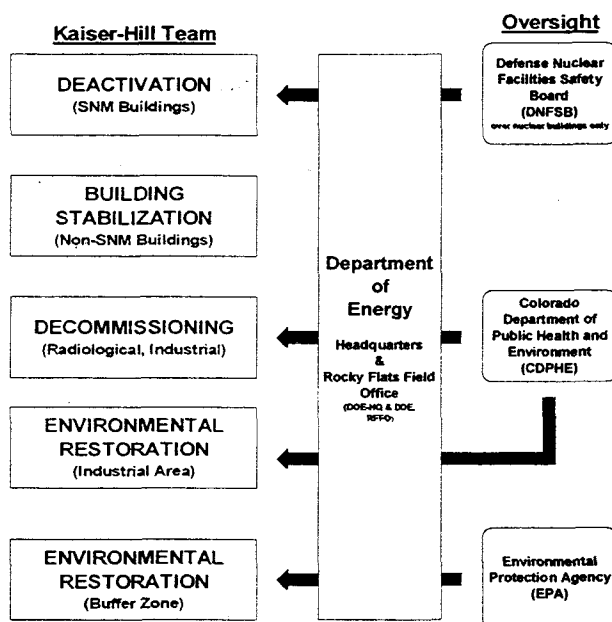 Kaiser-Hill Team
DEACTIVATION
(SNM Buildings)
BUILDING
STABILIZATION
(Non-SNM Buildings)
DECOMMISSIONING
(Radiological, Industrial)
ENVIRONMENTAL
RESTORATION
(Industrial Area)
ENVIRONMENTAL
RESTORATION
(Buffer Zone)
Department
of
Energy
Headquarters
&
Rocky Flats Field
Office
(DOE-HQ & DOE,
RFFO)
Oversight
Defense Nuclear
Facilities Safety
Board
(DNFSB)
over nuclear buildings only
Colorado
Department of
Public Health and
Environment
(CDPHE)
Environmental
Protection Agency
(EPA)